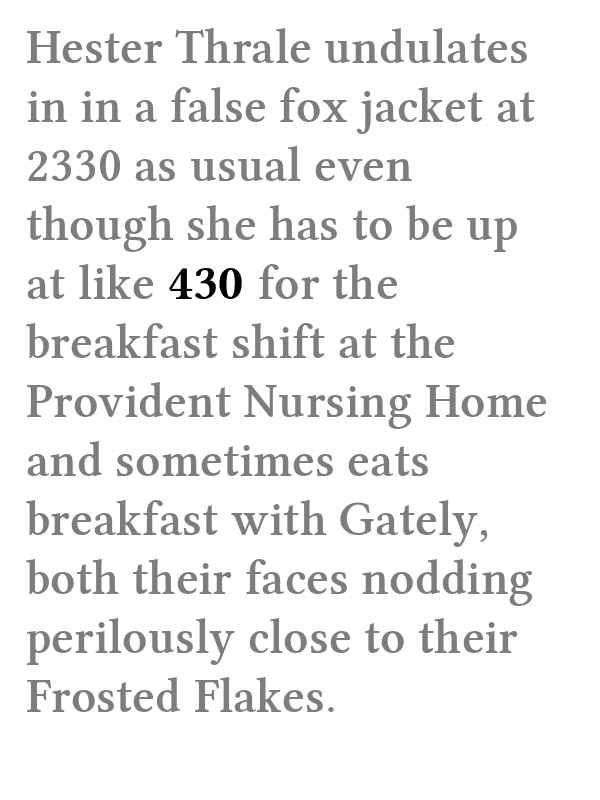 Hester Thrale undulates
in in a false fox jacket at
2330 as usual even
though she has to be up
at like 430 for the
breakfast shift at the
Provident Nursing Home
and sometimes eats
breakfast with Gately,
both their faces nodding
perilously close to their
Frosted Flakes.